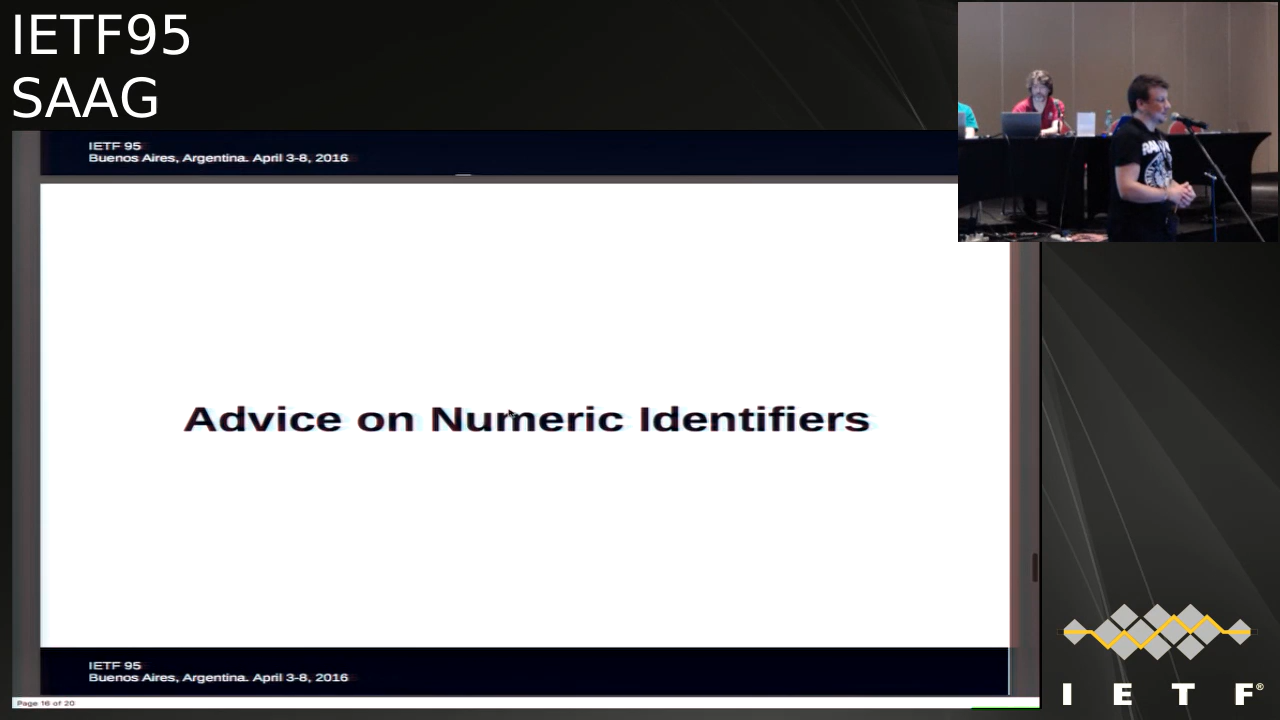 IETF95
SAAG
IETF 95
Buenos Aires, Argentina. April 3-8, 2016
Advice on Numeric Identifiers
IETF 95
Buenos Aires, Argentina. April 3-8, 2016
Page 16 of 20
I E T F®